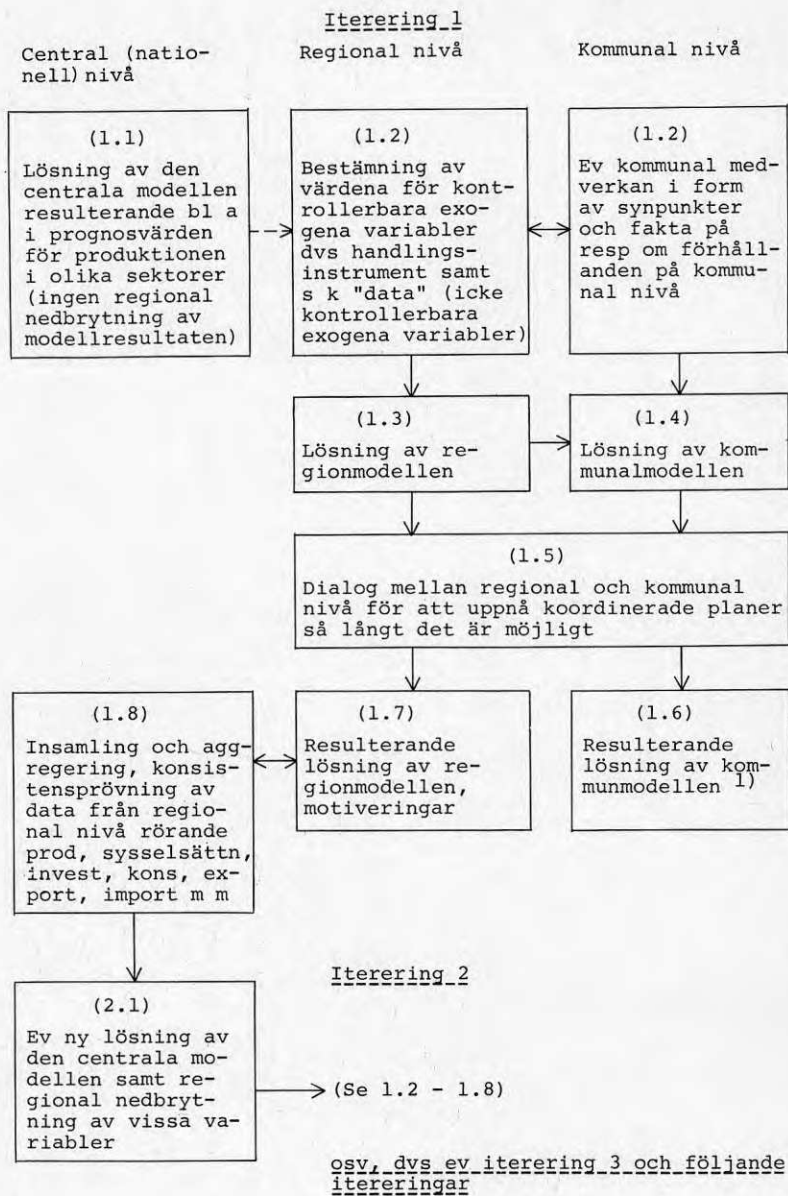 Iterering 1
Central (natio-
nell) nivå
Regional nivå
Kommunal nivå
(1.1)
Lösning av den
centrala modellen
resulterande bl a
i prognosvärden
för produktionen
i olika sektorer
(ingen regional
nedbrytning av
modellresultaten)
(1.2)
Bestämning av
värdena för kont-
rollerbara exo-
gena variabler
dvs handlings-
instrument samt
s k "data" (icke
kontrollerbara
exogena variabler)
(1.2)
Ev kommunal med-
verkan i form
av synpunkter
och fakta på
resp om förhåll-
anden på kommu-
nal nivå
(1.3)
Lösning av re-
gionmodellen
(1.4)
Lösning av kom-
munalmodellen
(1.5)
Dialog mellan regional och kommunal
nivå för att uppnå koordinerade planer
så långt det är möjligt
(1.8)
Insamling och agg-
regering, konsis-
tensprövning av
data från regio-
nal nivå rörande
prod, sysselsättn,
invest, kons, ex-
port, import m m
(1.7)
Resulterande
lösning av re-
gionmodellen,
motiveringar
(1.6)
Resulterande
lösning av kom-
munmodellen 1)
Iterering 2
(2.1)
Ev ny lösning av
den centrala mo-
dellen samt re-
gional nedbryt-
ning av vissa va-
riabler
(Se 1.2 - 1.8)
osv, dvs ev iterering 3 och följande
itereringar